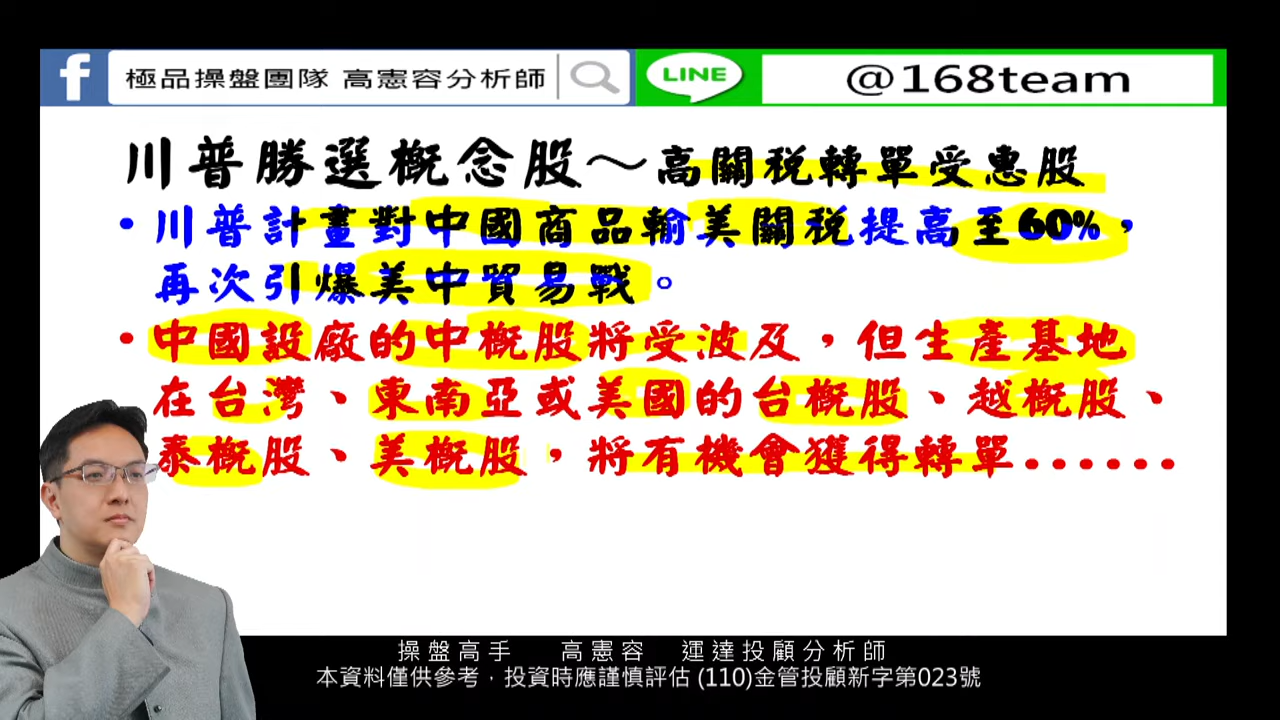 f 極品操盤團隊 高憲容分析師 LINE @168team
川普勝選概念股～高關稅轉單受惠股
•川普計畫對中國商品輸美關稅提高至60%，
再次引爆美中貿易戰。
•中國設廠的中概股將受波及，但生產基地
在台灣、東南亞或美國的台概股、越概股、
泰概股、美概股，將有機會獲得轉單......
操盤高手 高憲容 運達投顧分析師
本資料僅供參考，投資時應謹慎評估 (110)金管投顧新字第023號